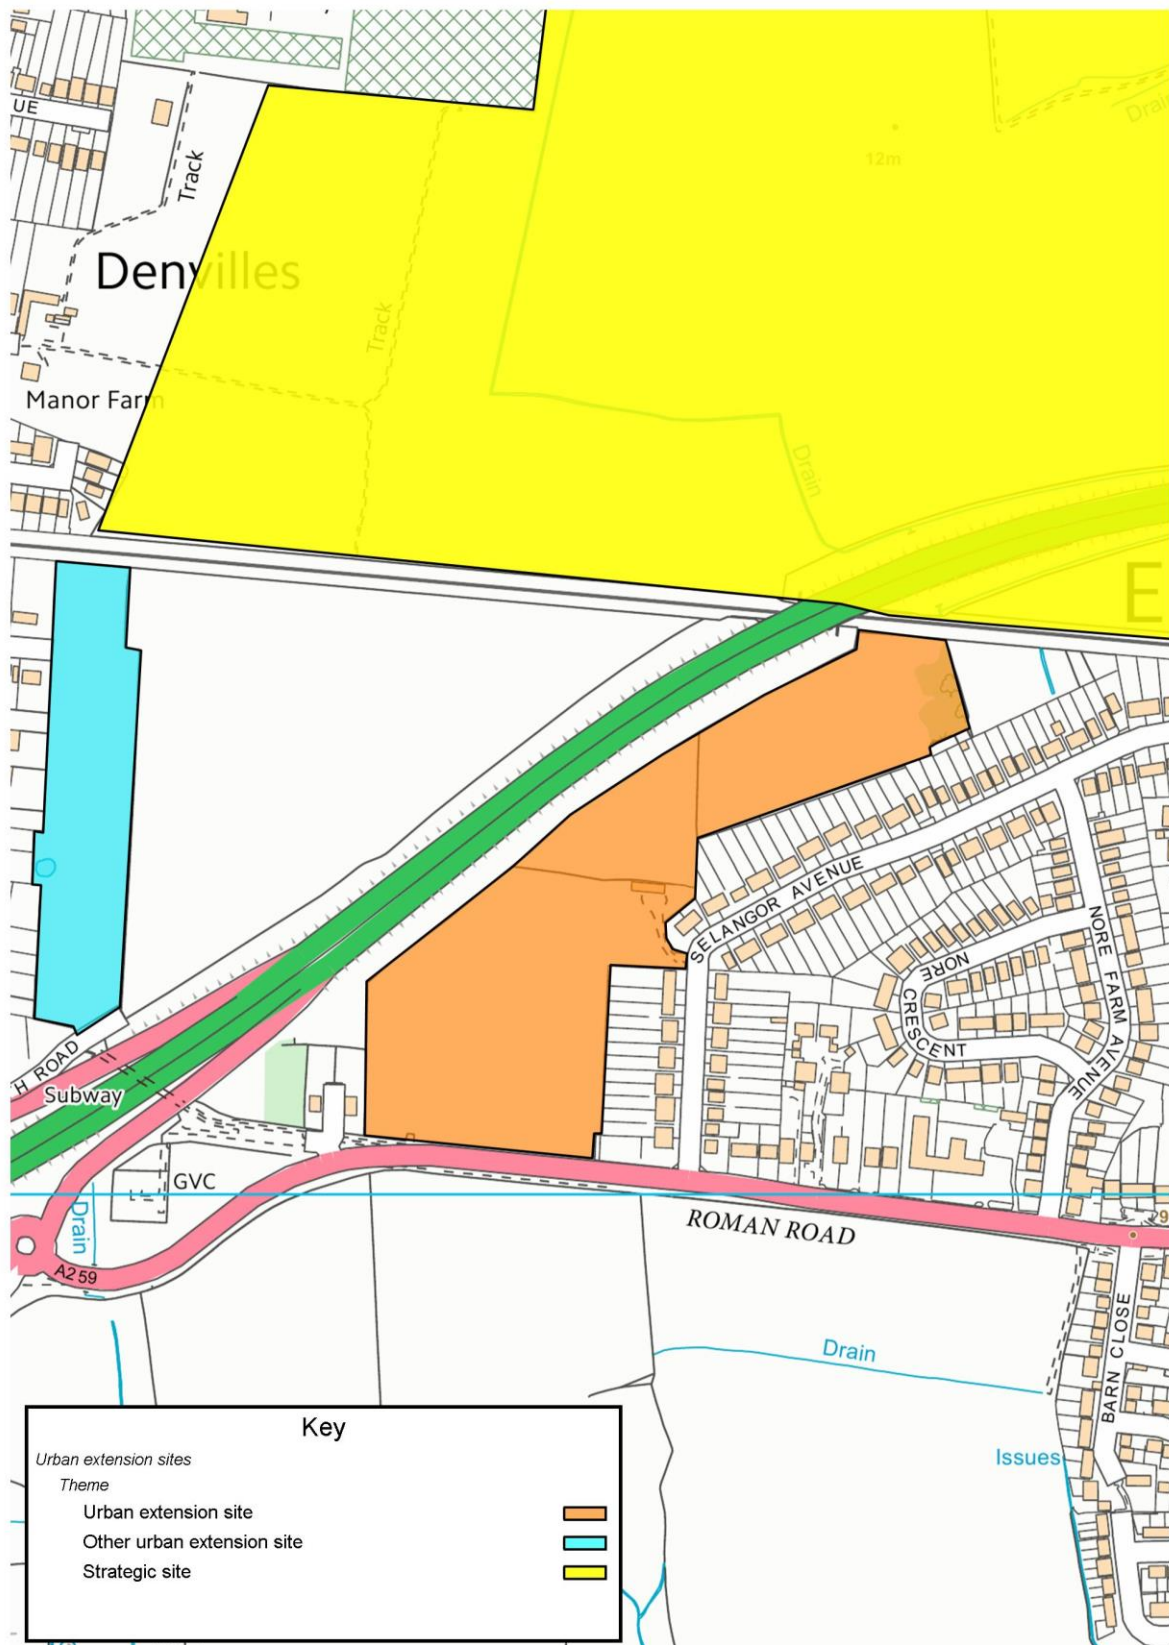 UE
Track
Drain
12m
Denvilles
Track
Manor Farm
Drain
E
SELANGOR AVENUE
NORE
CRESCENT
NORE FARM AVENUE
H ROAD
Subway
GVC
Drain
ROMAN ROAD
A259
BARN CLOSE
Drain
Issues
Key
Urban extension sites
Theme
Urban extension site
Other urban extension site
Strategic site